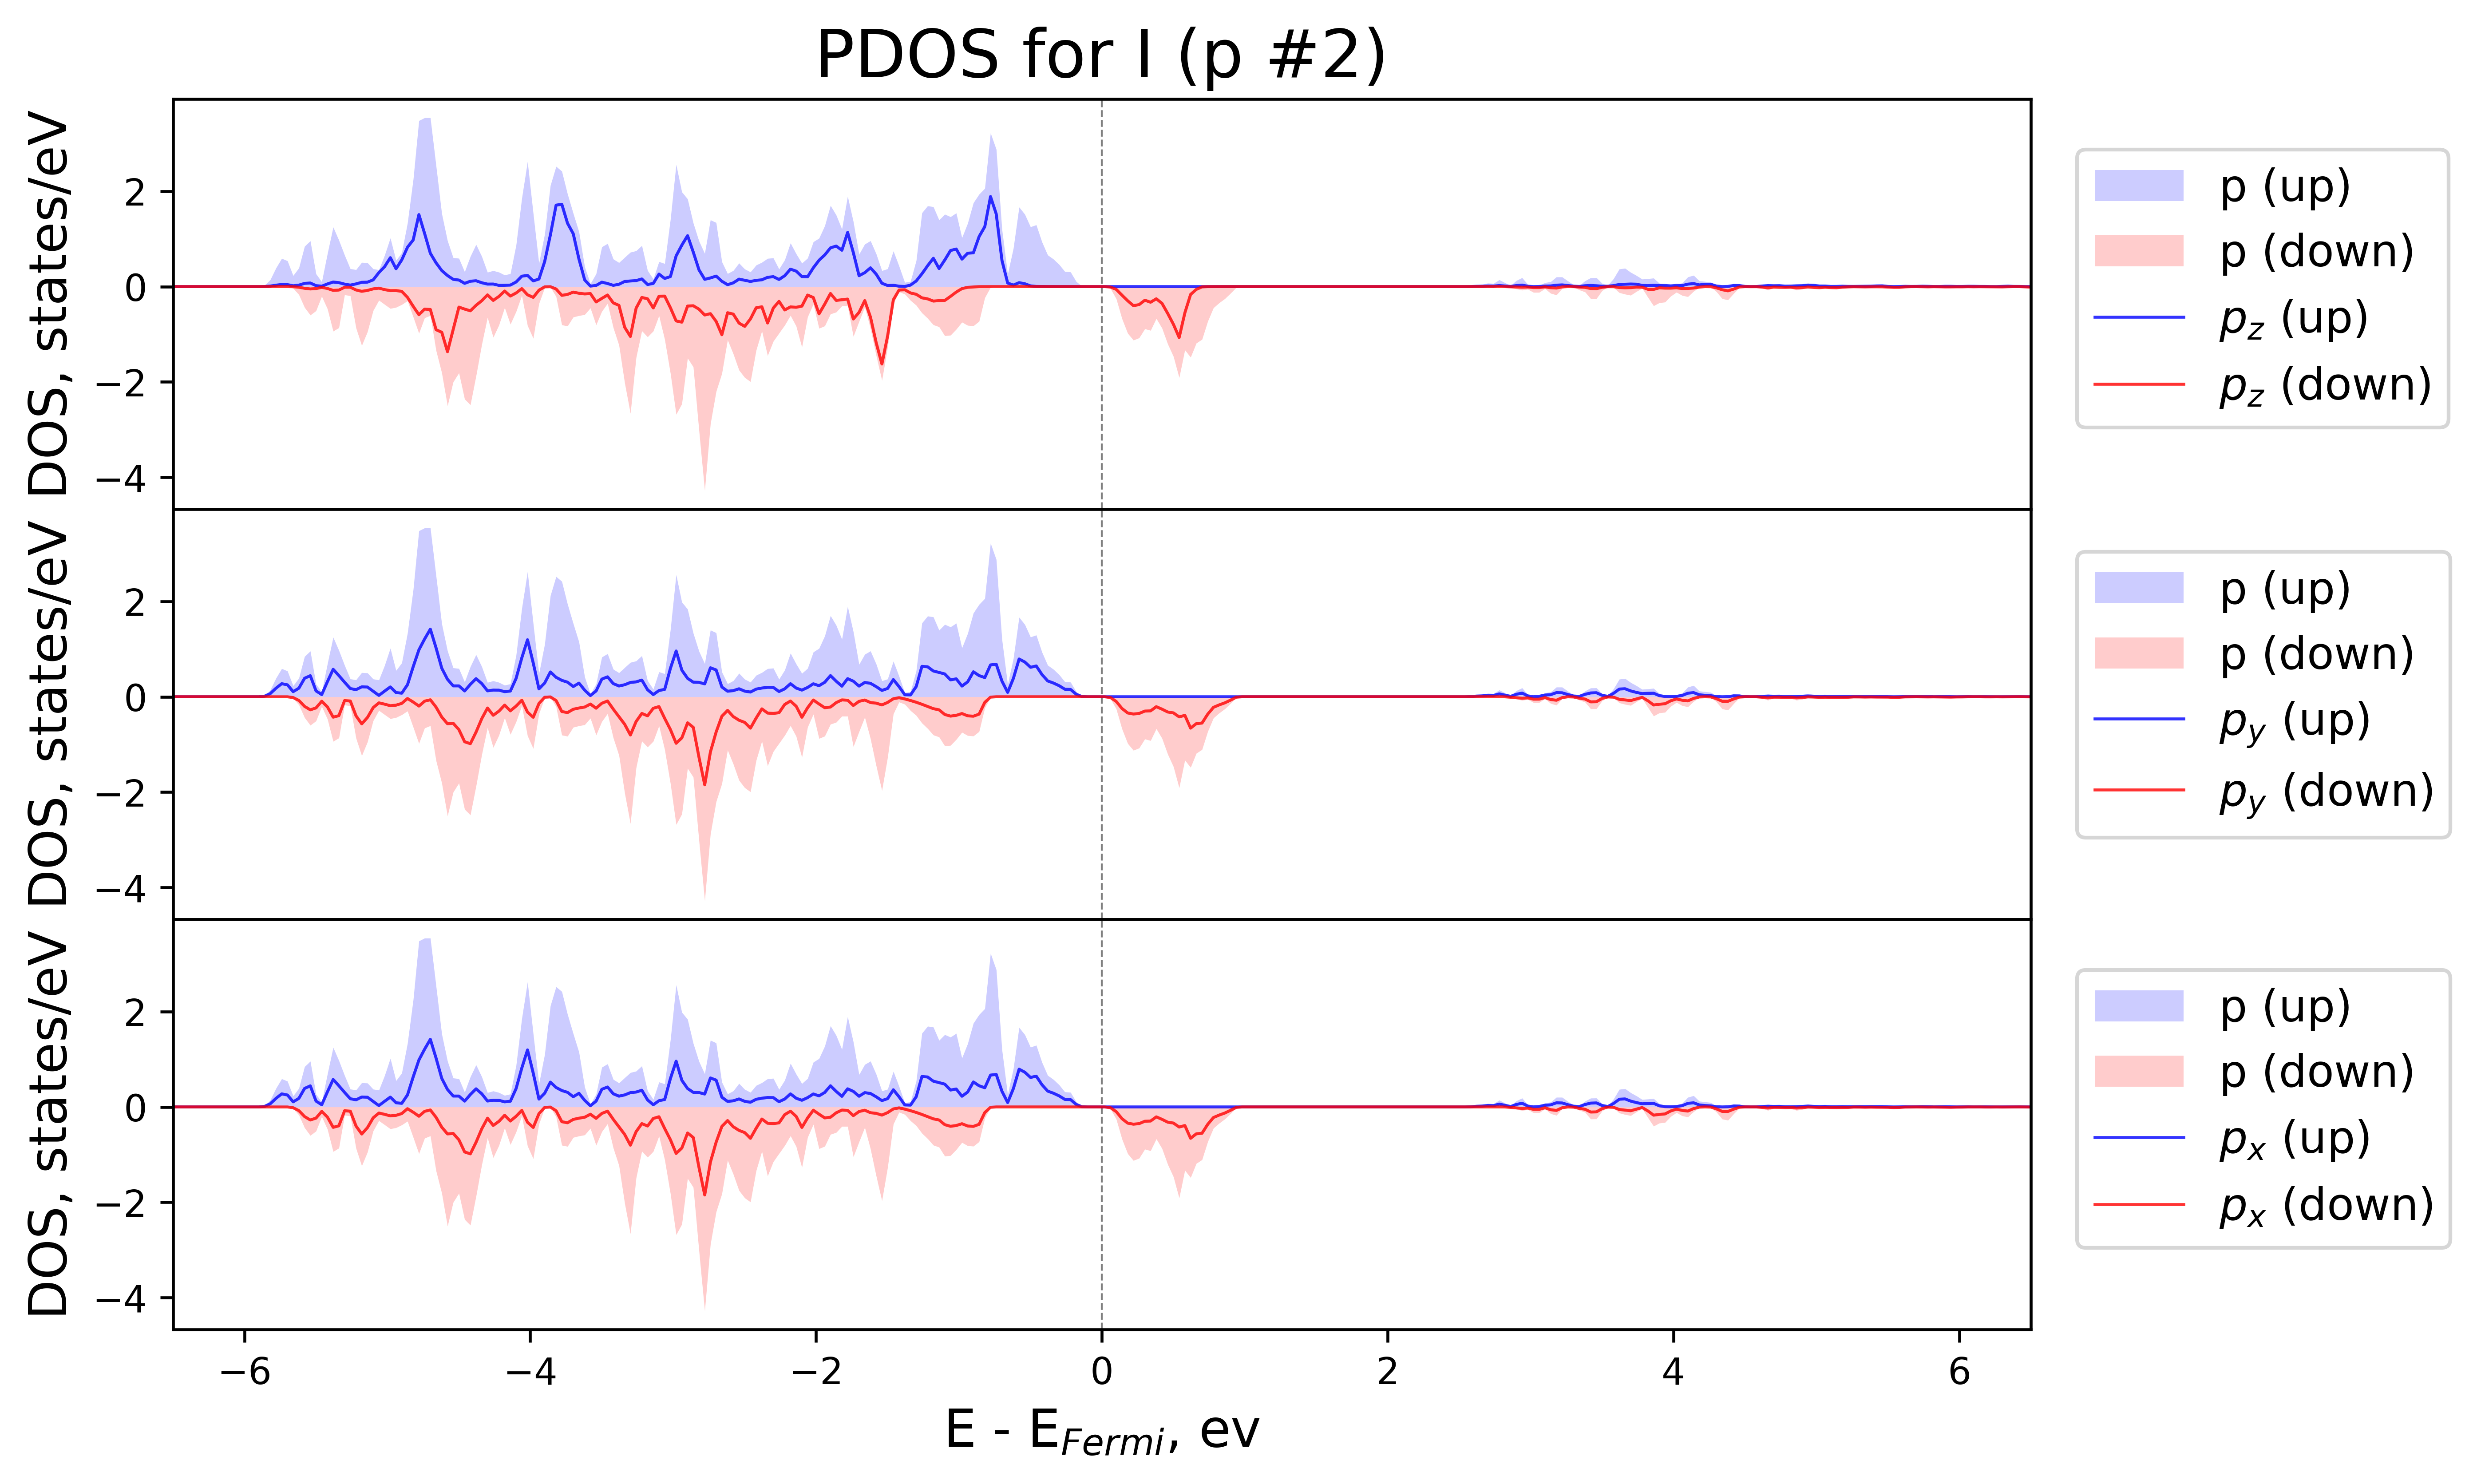 PDOS for I (p #2)
DOS, states/eV
2
0
−2
−4
p (up)
p (down)
p_z (up)
p_z (down)
DOS, states/eV
2
0
−2
−4
p (up)
p (down)
p_y (up)
p_y (down)
DOS, states/eV
2
0
−2
−4
p (up)
p (down)
p_x (up)
p_x (down)
−6 −4 −2 0 2 4 6
E - E_Fermi, ev